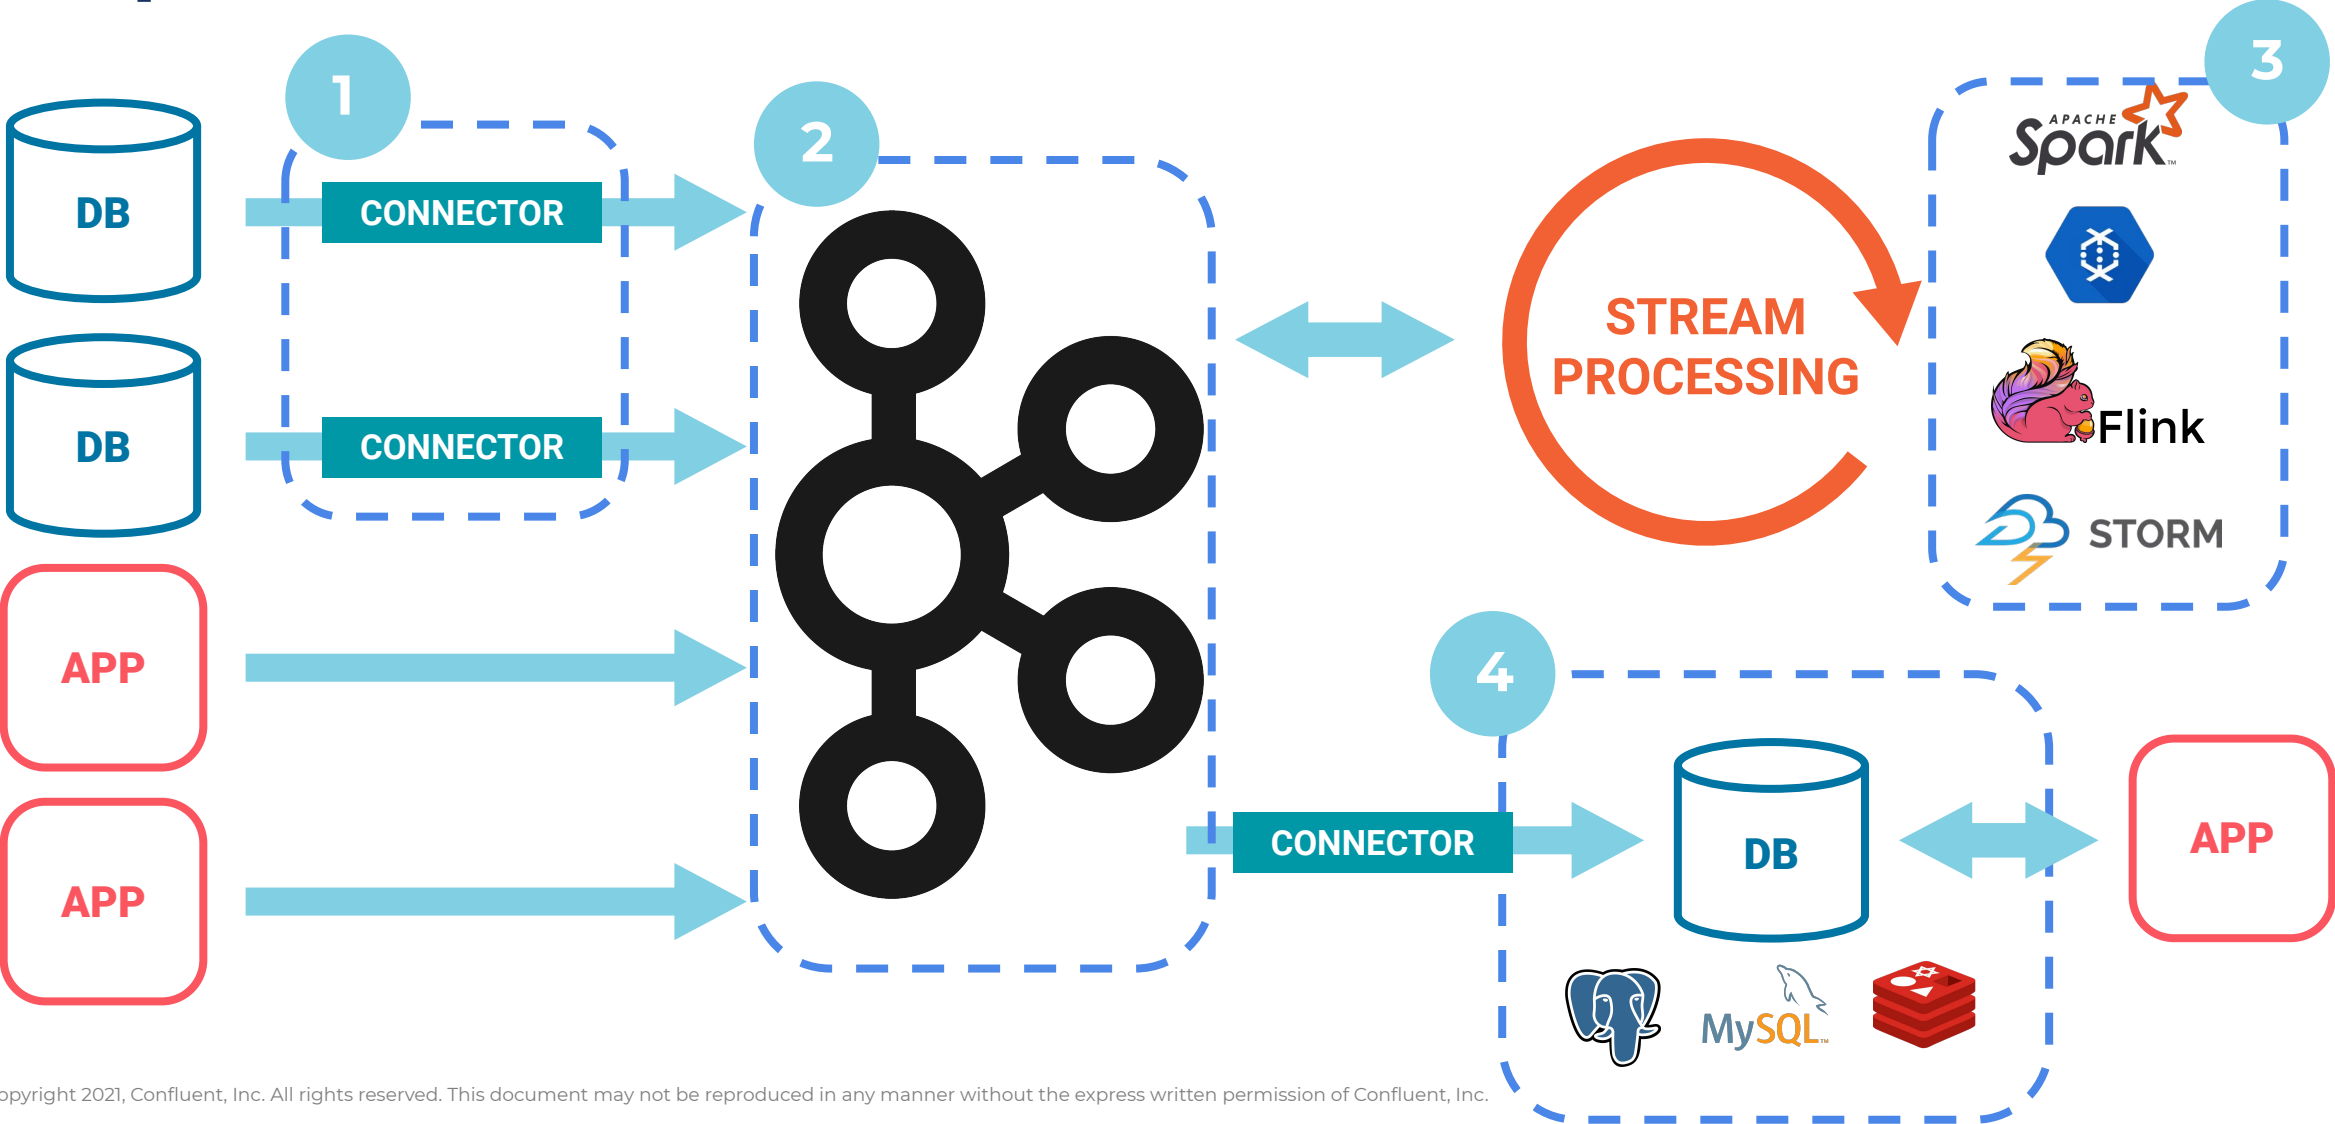 1
2
3
DB
CONNECTOR
APACHE
Spark™
DB
CONNECTOR
STREAM
PROCESSING
Flink
STORM
APP
4
APP
CONNECTOR
DB
APP
MySQL™
opyright 2021, Confluent, Inc. All rights reserved. This document may not be reproduced in any manner without the express written permission of Confluent, Inc.